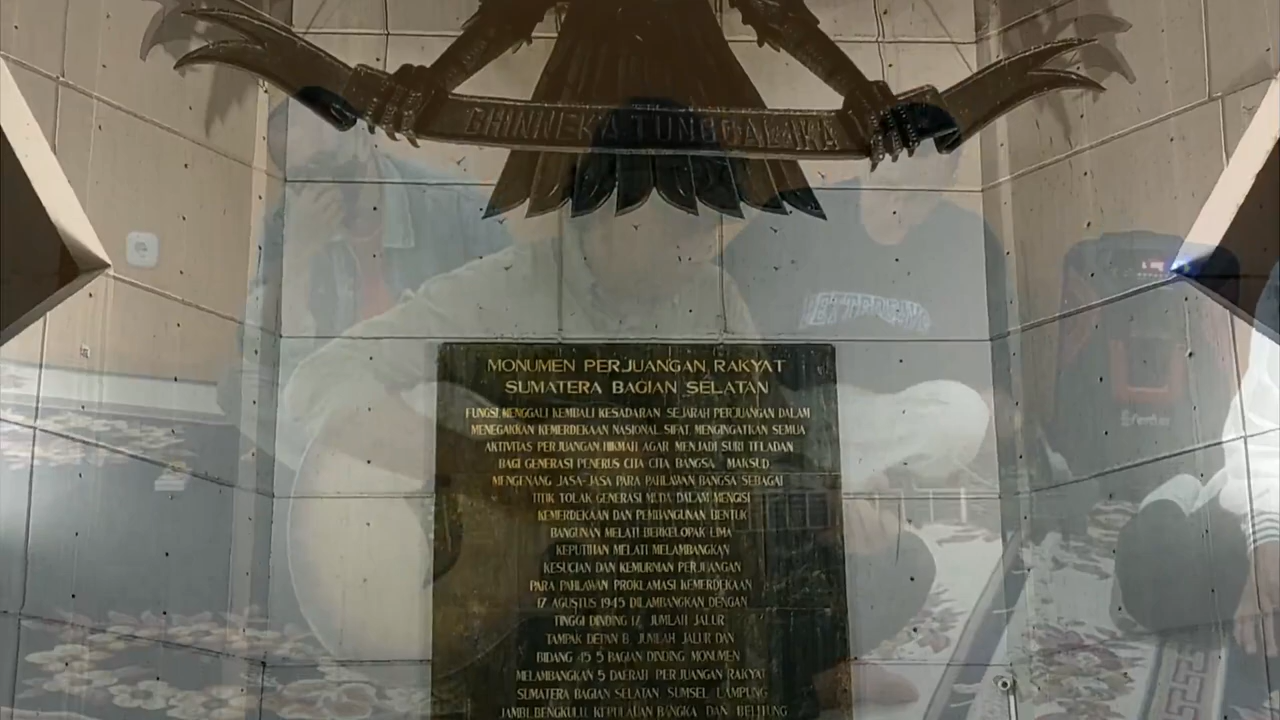 BHINNEKA TUNGGAL IKA
MONUMEN PERJUANGAN RAKYAT
SUMATERA BAGIAN SELATAN
FUNGSI MENGGALI KEMBALI KESADARAN SEJARAH PERJUANGAN DALAM
MENEGAKKAN KEMERDEKAAN NASIONAL SIFAT MENGINGATKAN SEMUA
AKTIVITAS PERJUANGAN HIKMAH AGAR MENJADI SURI TELADAN
BAGI GENERASI PENERUS CITA CITA BANGSA MAKSUD
MENGENANG JASA-JASA PARA PAHLAWAN BANGSA SEBAGAI
TITIK TOLAK GENERASI MUDA DALAM MENGISI
KEMERDEKAAN DAN PEMBANGUNAN BENTUK
BANGUNAN MELATI BERKELOPAK LIMA
KEPUTIHAN MELATI MELAMBANGKAN
KESUCIAN DAN KEMURNIAN PERJUANGAN
PARA PAHLAWAN PROKLAMASI KEMERDEKAAN
17 AGUSTUS 1945 DILAMBANGKAN DENGAN
TINGGI DINDING 17 JUMLAH JALUR
TAMPAK DEPAN 8 JUMLAH JALUR DAN
BIDANG 45 5 BAGIAN DINDING MONUMEN
MELAMBANGKAN 5 DAERAH PERJUANGAN RAKYAT
SUMATERA BAGIAN SELATAN SUMSEL LAMPUNG
JAMBI BENGKULU KEPULAUAN BANGKA DAN BELITUNG